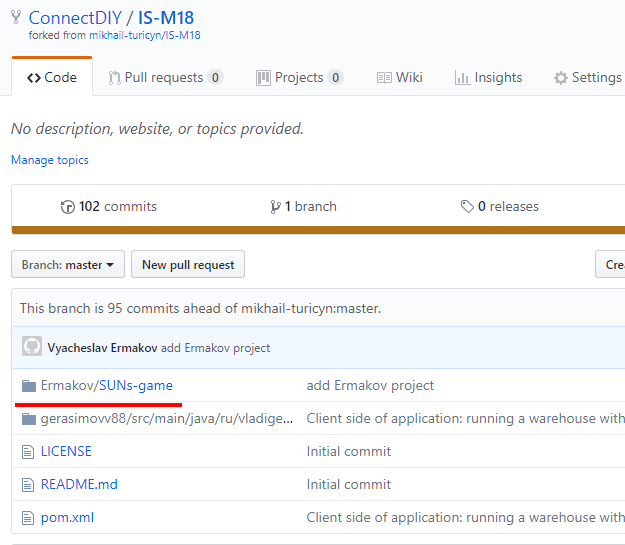 ConnectDIY / IS-M18
forked from mikhail-turicyn/IS-M18
Code Pull requests 0 Projects 0 Wiki Insights Settings
No description, website, or topics provided.
Manage topics
102 commits 1 branch 0 releases
Branch: master New pull request Cre
This branch is 95 commits ahead of mikhail-turicyn:master.
Vyacheslav Ermakov add Ermakov project
Ermakov/SUNs-game add Ermakov project
gerasimovv88/src/main/java/ru/vladige... Client side of application: running a warehouse with
LICENSE Initial commit
README.md Initial commit
pom.xml Client side of application: running a warehouse with